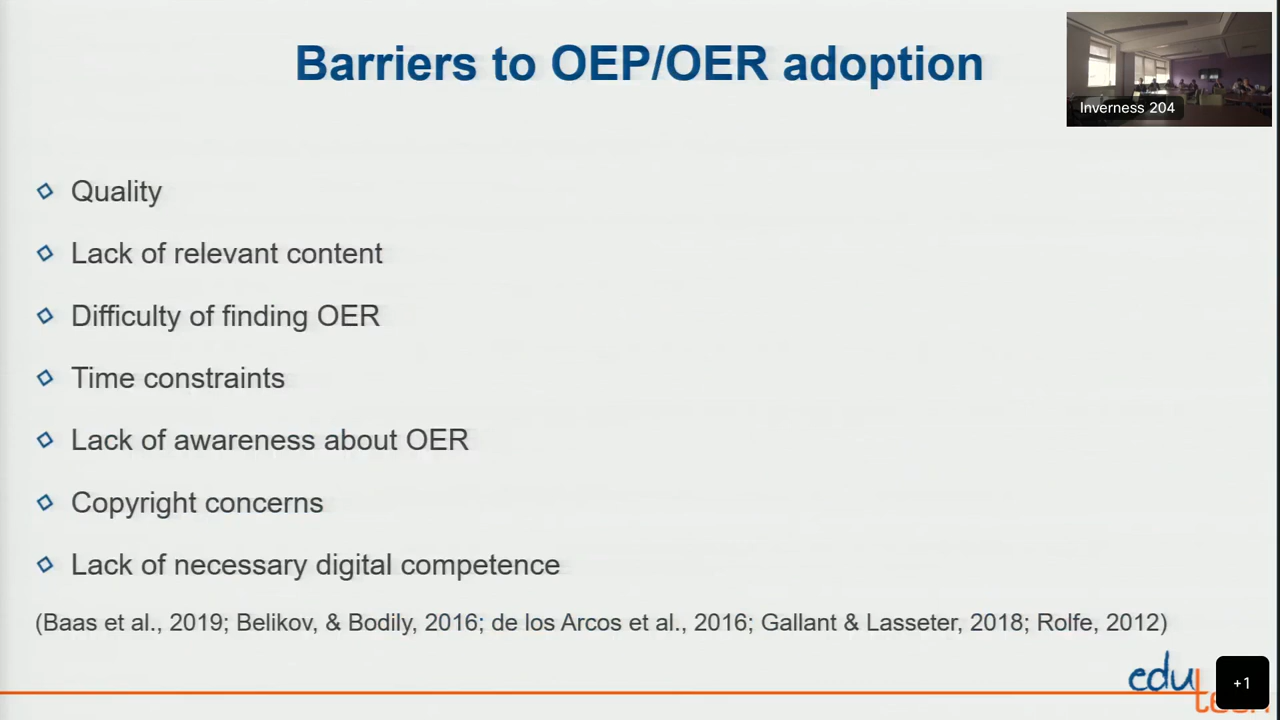 Barriers to OEP/OER adoption
Inverness 204
Quality
Lack of relevant content
Difficulty of finding OER
Time constraints
Lack of awareness about OER
Copyright concerns
Lack of necessary digital competence
(Baas et al., 2019; Belikov, & Bodily, 2016; de los Arcos et al., 2016; Gallant & Lasseter, 2018; Rolfe, 2012)
edu
+1